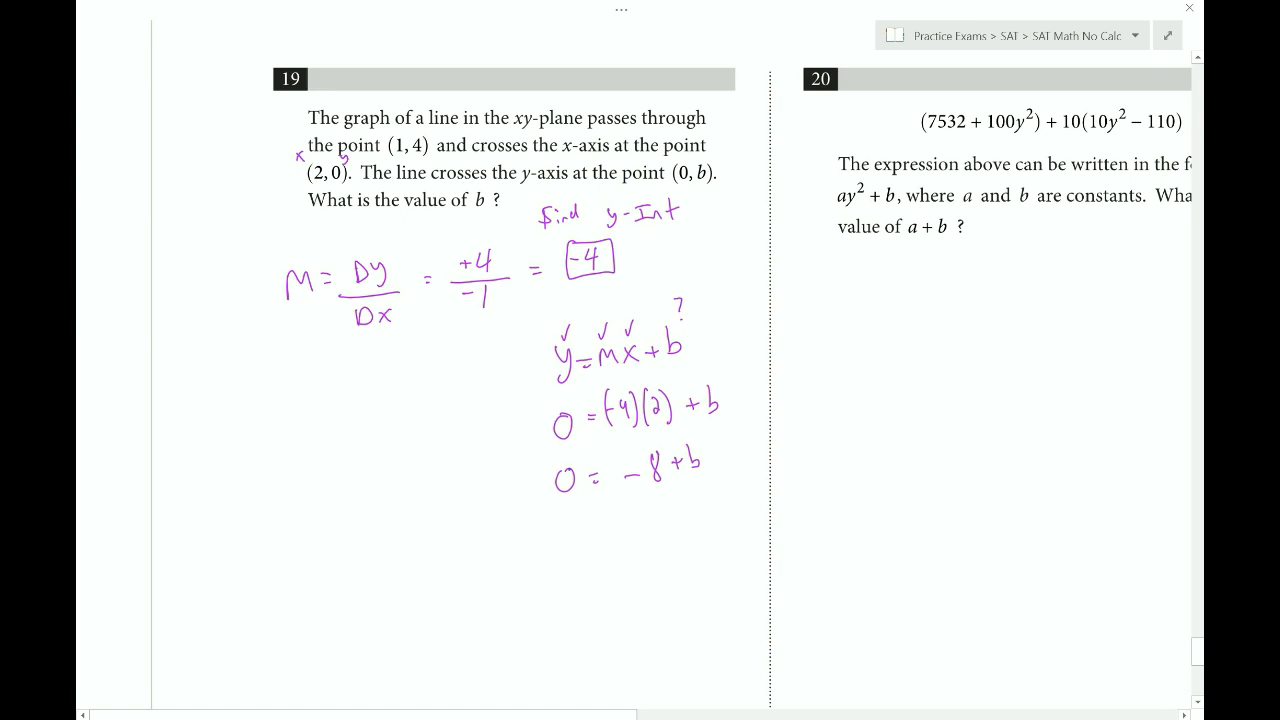 ...
Practice Exams > SAT > SAT Math No Calc
19
The graph of a line in the xy-plane passes through
the point (1, 4) and crosses the x-axis at the point
x y
(2, 0). The line crosses the y-axis at the point (0, b).
What is the value of b ?
find y-Int
M = Dy/Dx = +4/-1 = -4
?
✓ ✓ ✓
y = mx + b
0 = (-4)(2) + b
0 = -8 + b
20
(7532 + 100y²) + 10(10y² − 110)
The expression above can be written in the f
ay² + b, where a and b are constants. Wha
value of a + b ?